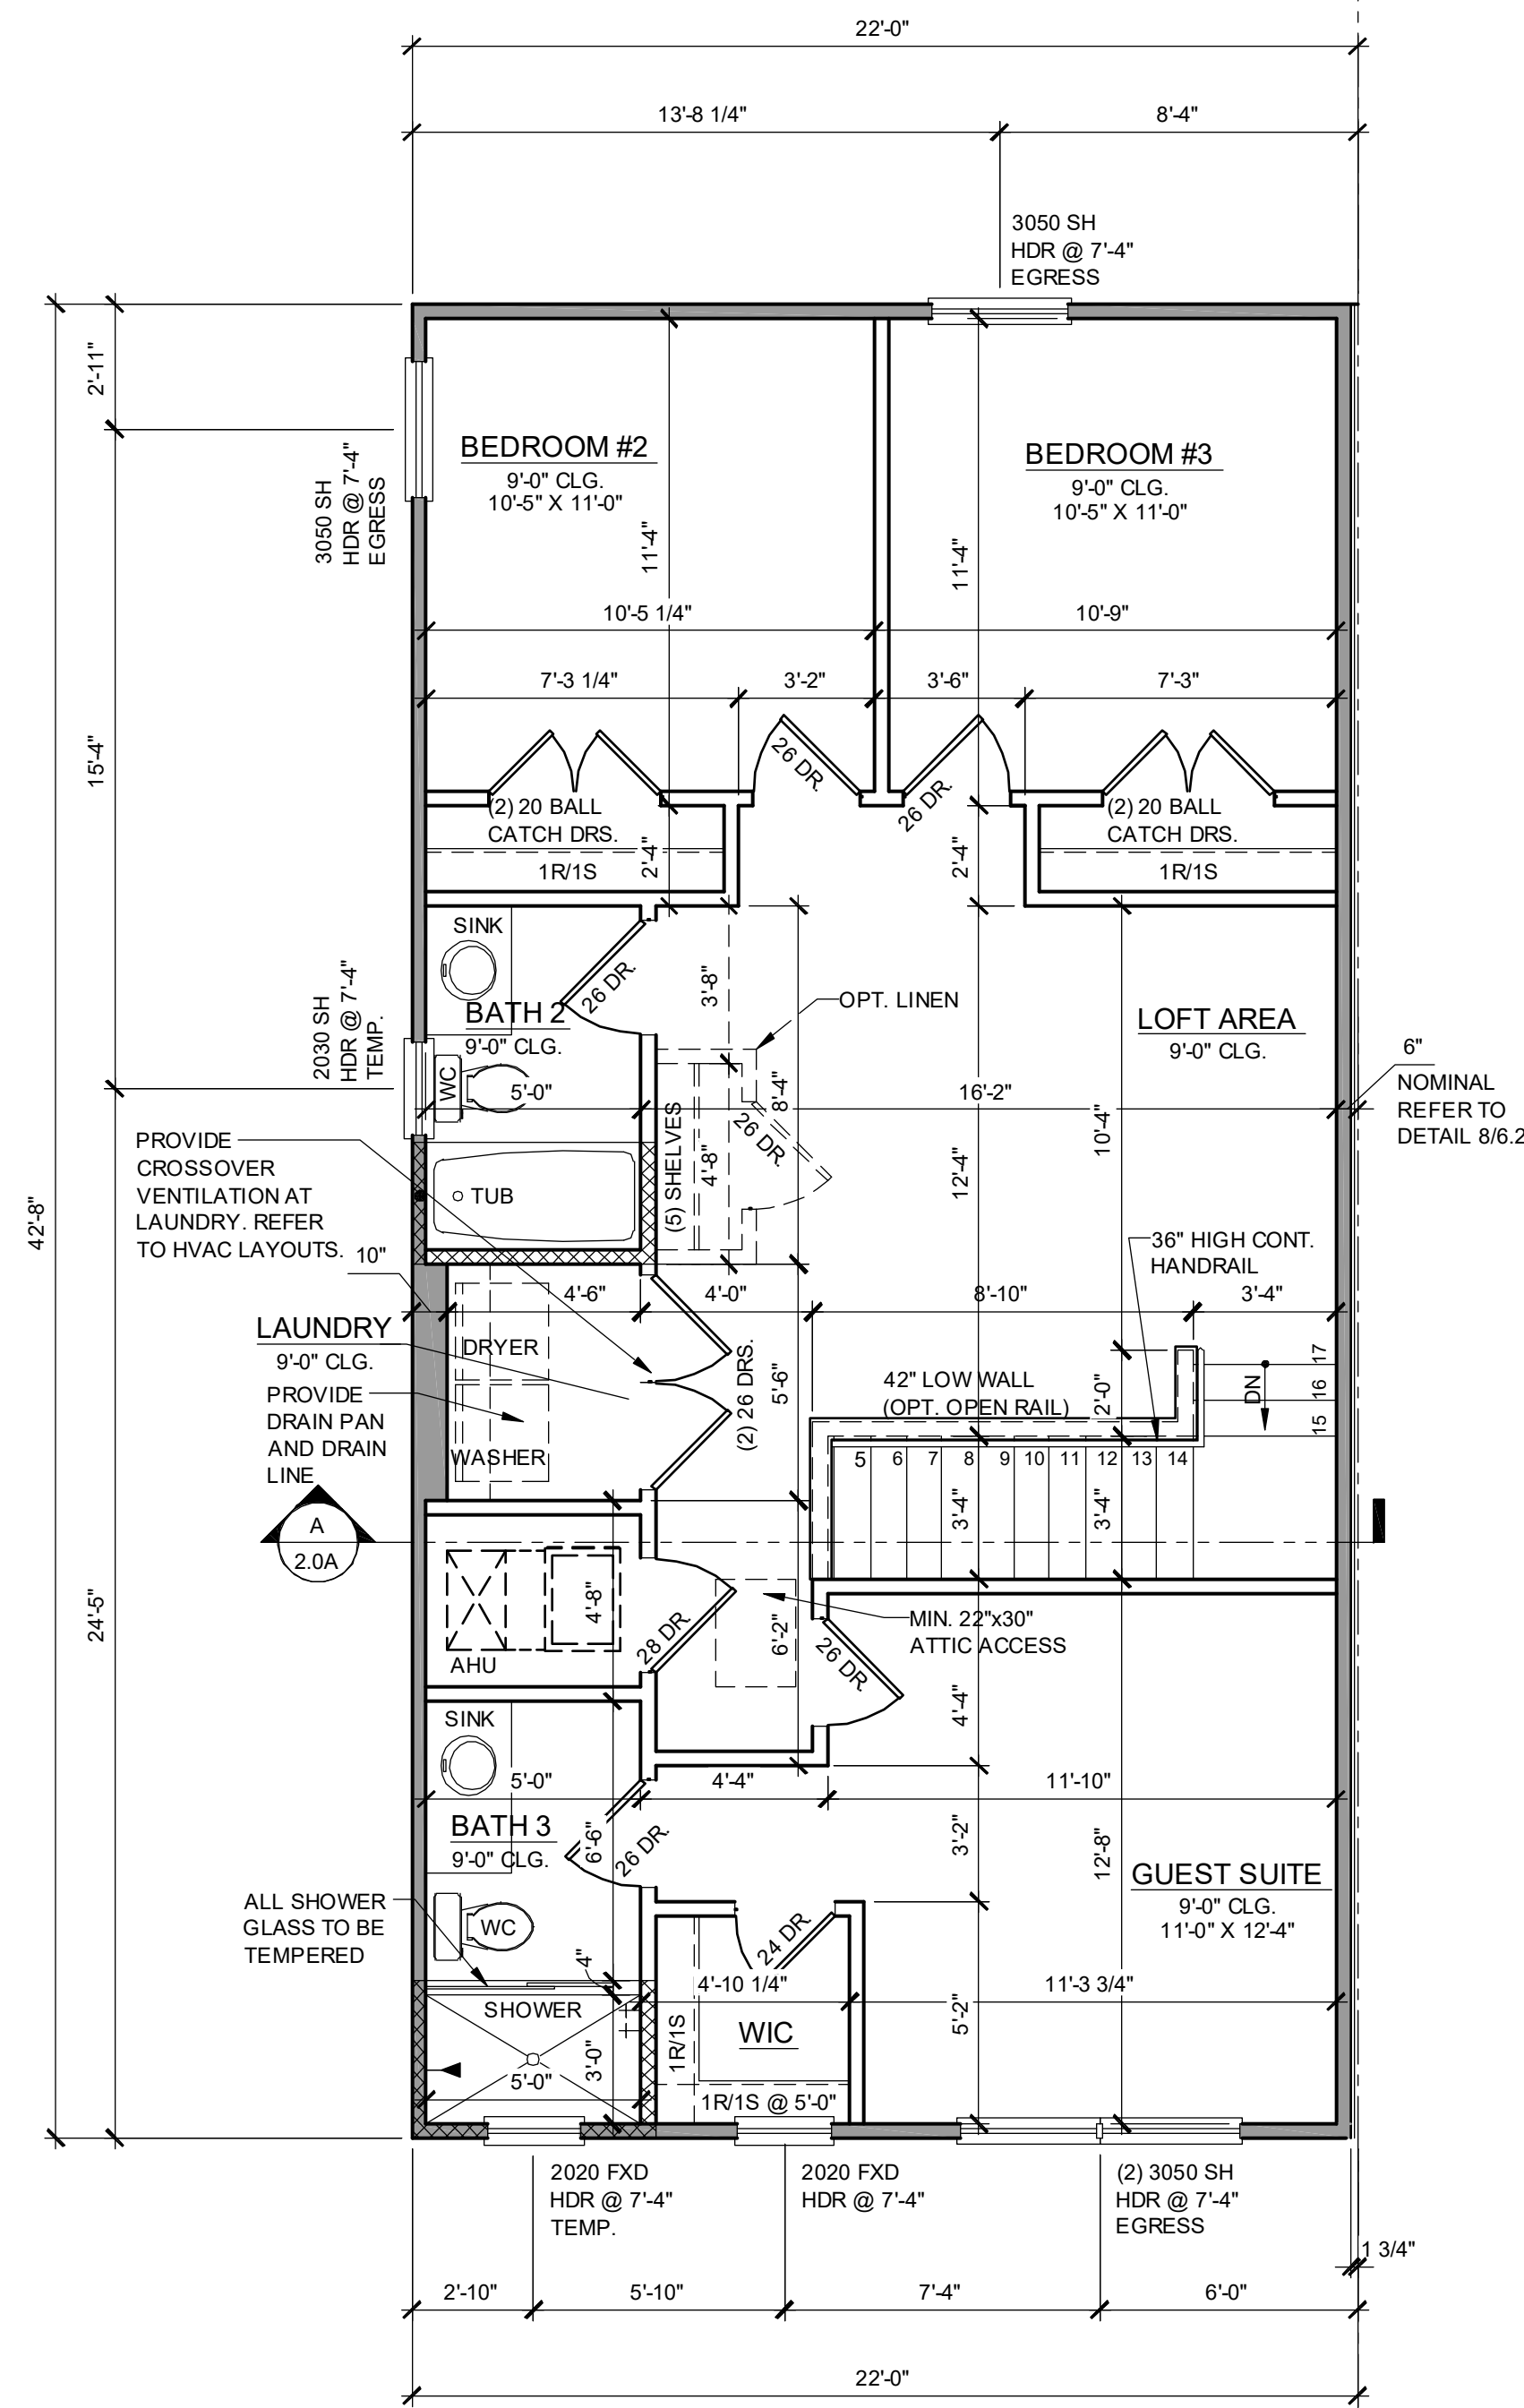 22'-0"
13'-8 1/4"
8'-4"
3050 SH
HDR @ 7'-4"
EGRESS
2'-11"
15'-4"
24'-5"
42'-8"
3050 SH
HDR @ 7'-4"
EGRESS
BEDROOM #2
9'-0" CLG.
10'-5" X 11'-0"
BEDROOM #3
9'-0" CLG.
10'-5" X 11'-0"
11'-4"
11'-4"
10'-5 1/4"
10'-9"
7'-3 1/4"
3'-2"
3'-6"
7'-3"
26 DR.
26 DR.
(2) 20 BALL
CATCH DRS.
1R/1S
2'-4"
2'-4"
(2) 20 BALL
CATCH DRS.
1R/1S
SINK
26 DR.
BATH 2
9'-0" CLG.
WC
5'-0"
TUB
2030 SH
HDR @ 7'-4"
TEMP.
3'-8"
OPT. LINEN
8'-4"
(5) SHELVES
4'-8"
26 DR.
LOFT AREA
9'-0" CLG.
16'-2"
10'-4"
12'-4"
6"
NOMINAL
REFER TO
DETAIL 8/6.2
PROVIDE
CROSSOVER
VENTILATION AT
LAUNDRY. REFER
TO HVAC LAYOUTS.
10"
4'-6"
4'-0"
8'-10"
3'-4"
36" HIGH CONT.
HANDRAIL
LAUNDRY
9'-0" CLG.
PROVIDE
DRAIN PAN
AND DRAIN
LINE
DRYER
WASHER
(2) 26 DRS.
5'-6"
42" LOW WALL
(OPT. OPEN RAIL)
2'-0"
DN
17
16
15
5 6 7 8 9 10 11 12 13 14
3'-4"
3'-4"
A
2.0A
AHU
4'-8"
28 DR.
6'-2"
MIN. 22"x30"
ATTIC ACCESS
26 DR.
4'-4"
SINK
5'-0"
4'-4"
11'-10"
BATH 3
9'-0" CLG.
6'-6"
26 DR.
3'-2"
12'-8"
GUEST SUITE
9'-0" CLG.
11'-0" X 12'-4"
ALL SHOWER
GLASS TO BE
TEMPERED
WC
4"
24 DR.
4'-10 1/4"
11'-3 3/4"
SHOWER
3'-0"
5'-0"
1R/1S
WIC
1R/1S @ 5'-0"
5'-2"
2020 FXD
HDR @ 7'-4"
TEMP.
2020 FXD
HDR @ 7'-4"
(2) 3050 SH
HDR @ 7'-4"
EGRESS
1 3/4"
2'-10"
5'-10"
7'-4"
6'-0"
22'-0"